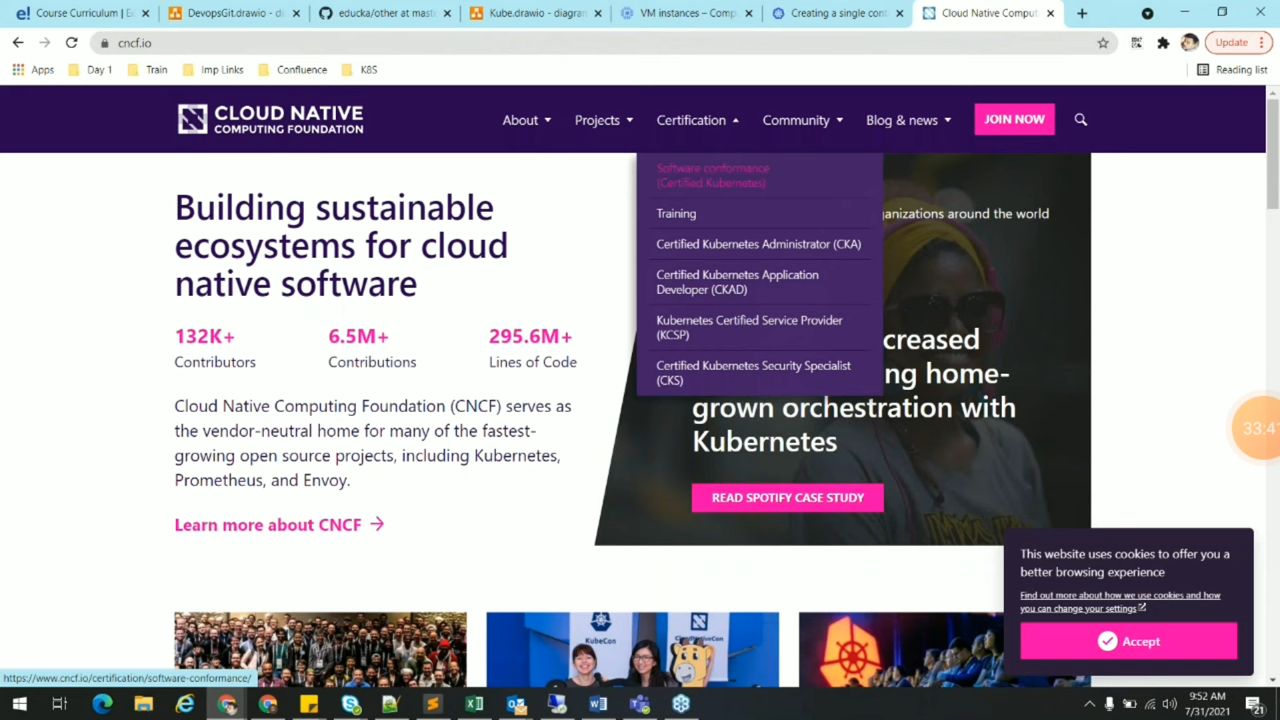 Course Curriculum | E
DevopsGit.drawio - di
educka/other at mast
Kube.drawio - diagram
VM instances – Comp
Creating a single cont
Cloud Native Comput
cncf.io
Update
Apps
Day 1
Train
Imp Links
Confluence
K8S
Reading list
CLOUD NATIVE
COMPUTING FOUNDATION
About
Projects
Certification
Community
Blog & news
JOIN NOW
Software conformance
(Certified Kubernetes)
Training
Certified Kubernetes Administrator (CKA)
Certified Kubernetes Application
Developer (CKAD)
Kubernetes Certified Service Provider
(KCSP)
Certified Kubernetes Security Specialist
(CKS)
Building sustainable
ecosystems for cloud
native software
132K+
Contributors
6.5M+
Contributions
295.6M+
Lines of Code
Cloud Native Computing Foundation (CNCF) serves as
the vendor-neutral home for many of the fastest-
growing open source projects, including Kubernetes,
Prometheus, and Envoy.
Learn more about CNCF
ganizations around the world
creased
ng home-
grown orchestration with
Kubernetes
READ SPOTIFY CASE STUDY
33:41
This website uses cookies to offer you a
better browsing experience
Find out more about how we use cookies and how
you can change your settings
Accept
KubeCon
CloudNativeCon
https://www.cncf.io/certification/software-conformance/
9:52 AM
7/31/2021
21